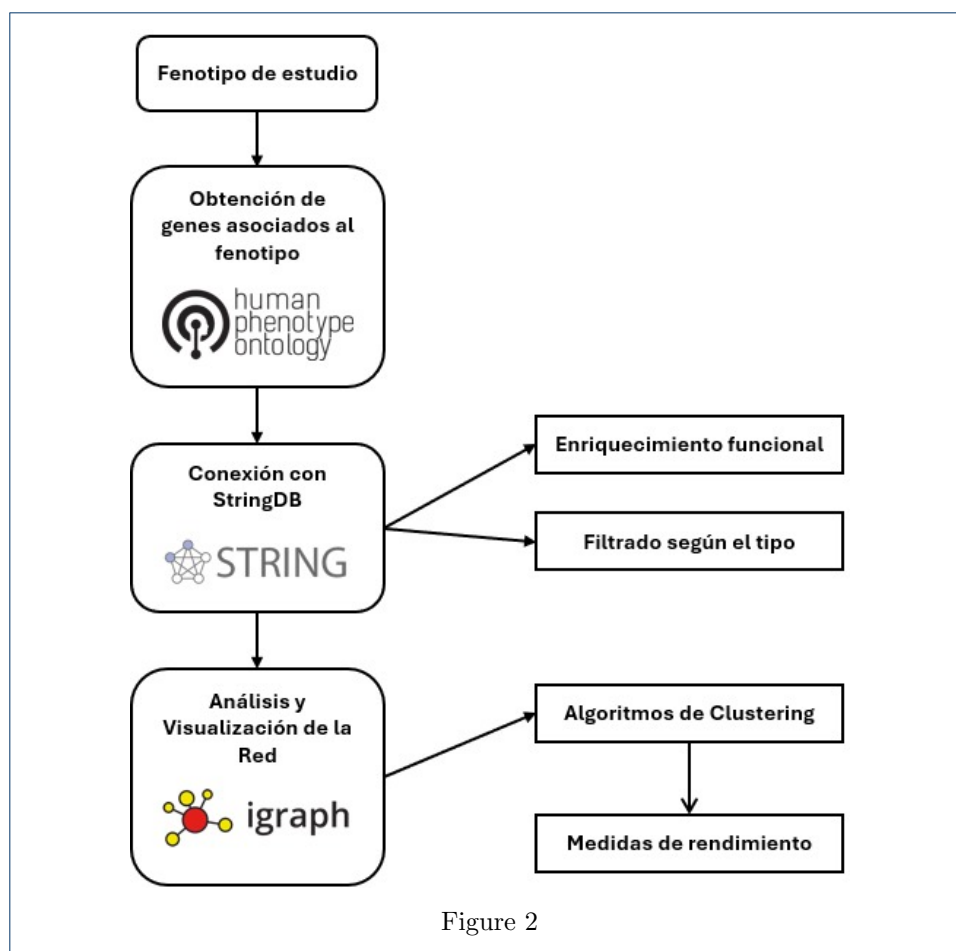 Fenotipo de estudio
Obtención de
genes asociados al
fenotipo
human
phenotype
ontology
Conexión con
StringDB
STRING
Enriquecimiento funcional
Filtrado según el tipo
Análisis y
Visualización de la
Red
igraph
Algoritmos de Clustering
Medidas de rendimiento
Figure 2